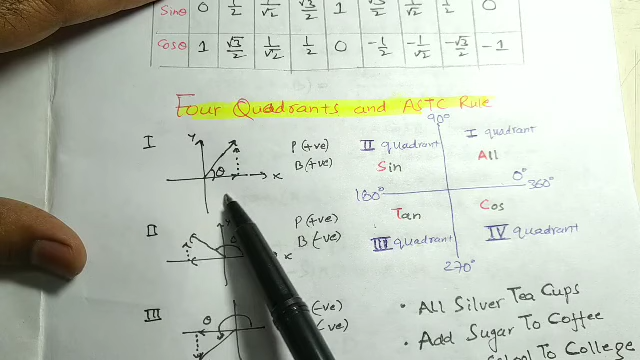 Sinθ 0 1/2 1/√2 √3/2 1 √3/2 1/√2 1/2 0
Cosθ 1 √3/2 1/√2 1/2 0 -1/2 -1/√2 -√3/2 -1
Four Quadrants and ASTC Rule
I
Y
θ
X
P (+ve)
B (+ve)
II
θ
X
P (+ve)
B (-ve)
III
θ
(-ve)
(-ve)
90°
II quadrant
I quadrant
Sin
All
180°
0°
360°
Tan
Cos
III quadrant
IV quadrant
270°
• All Silver Tea Cups
• Add Sugar To Coffee
To College